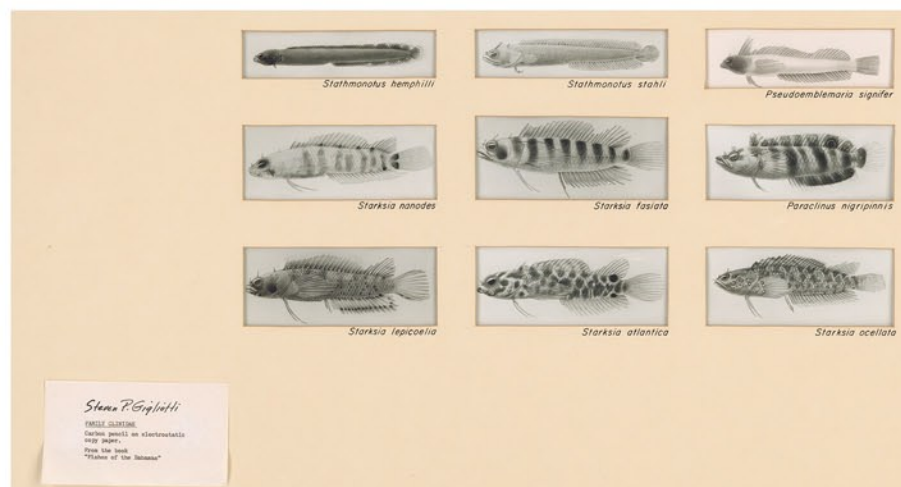 Stathmonotus hemphilli
Stathmonotus stahli
Pseudoemblemaria signifer
Starksia nanodes
Starksia fasiata
Paraclinus nigripinnis
Starksia lepicoelia
Starksia atlantica
Starksia ocellata
Steven P. Gigliotti
FAMILY CLINIDAE
Carbon pencil on electrostatic
copy paper.
From the book
"Fishes of the Bahamas"